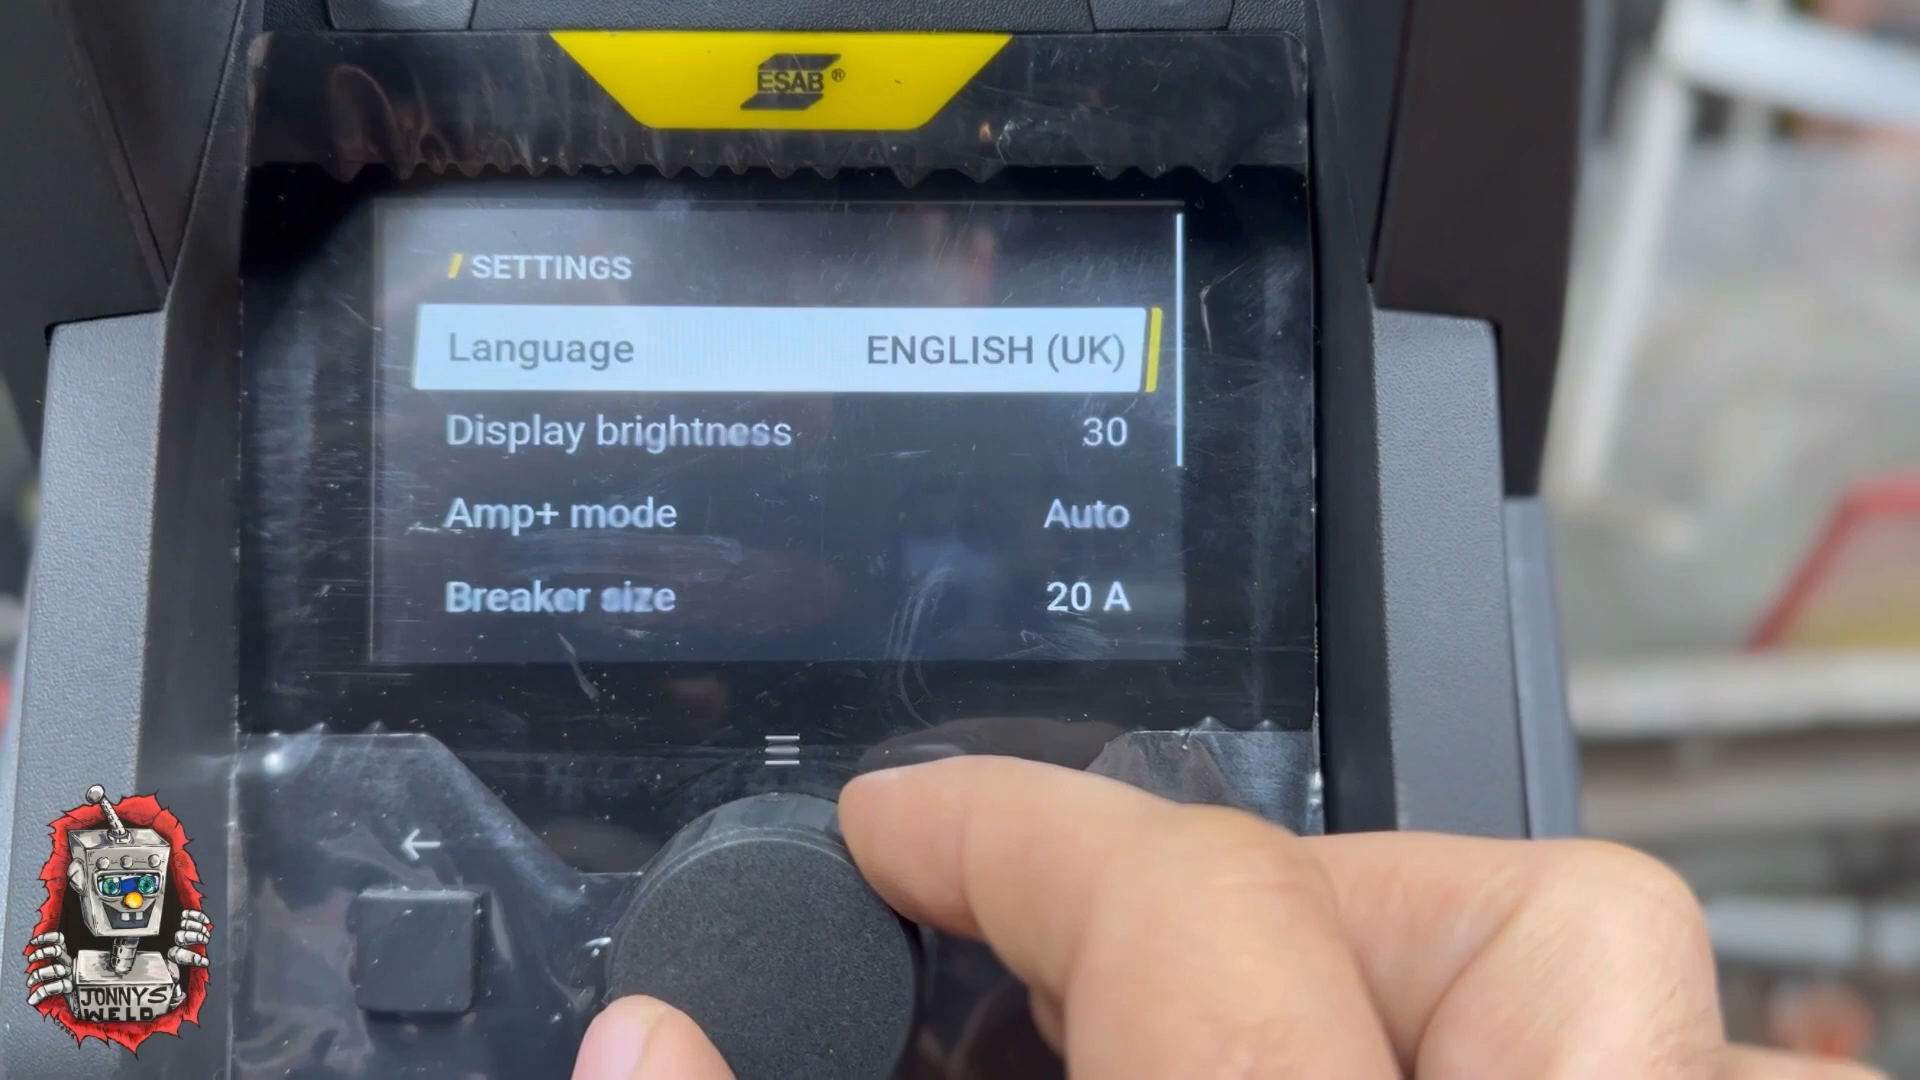 ESAB®
SETTINGS
Language ENGLISH (UK)
Display brightness 30
Amp+ mode Auto
Breaker size 20 A
JONNYS
WELD